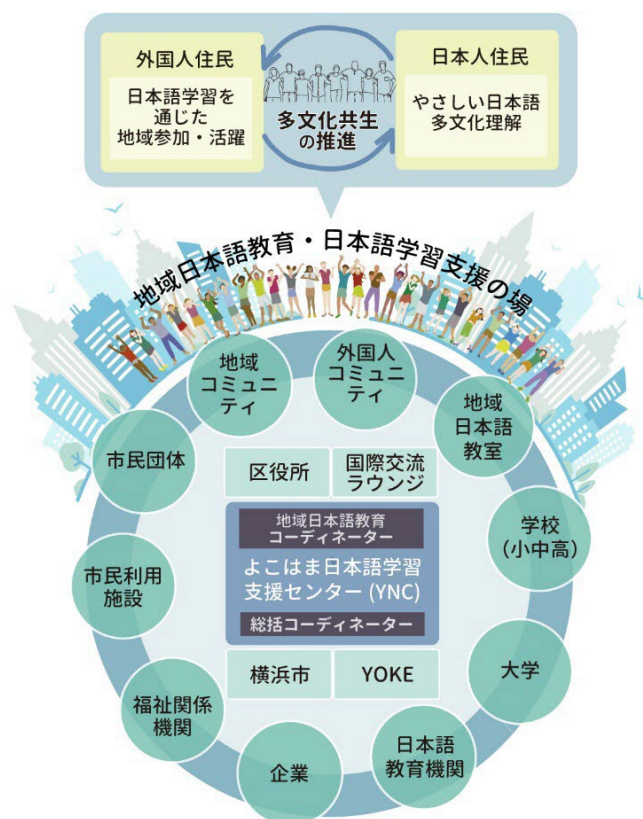 外国人住民
日本語学習を
通じた
地域参加・活躍
多文化共生
の推進
日本人住民
やさしい日本語
多文化理解
地域日本語教育・日本語学習支援の場
地域
コミュニ
ティ
外国人
コミュニ
ティ
地域
日本語
教室
市民団体
学校
(小中高)
市民利用
施設
大学
福祉関係
機関
企業
日本語
教育機関
区役所
国際交流
ラウンジ
地域日本語教育
コーディネーター
よこはま日本語学習
支援センター (YNC)
総括コーディネーター
横浜市
YOKE